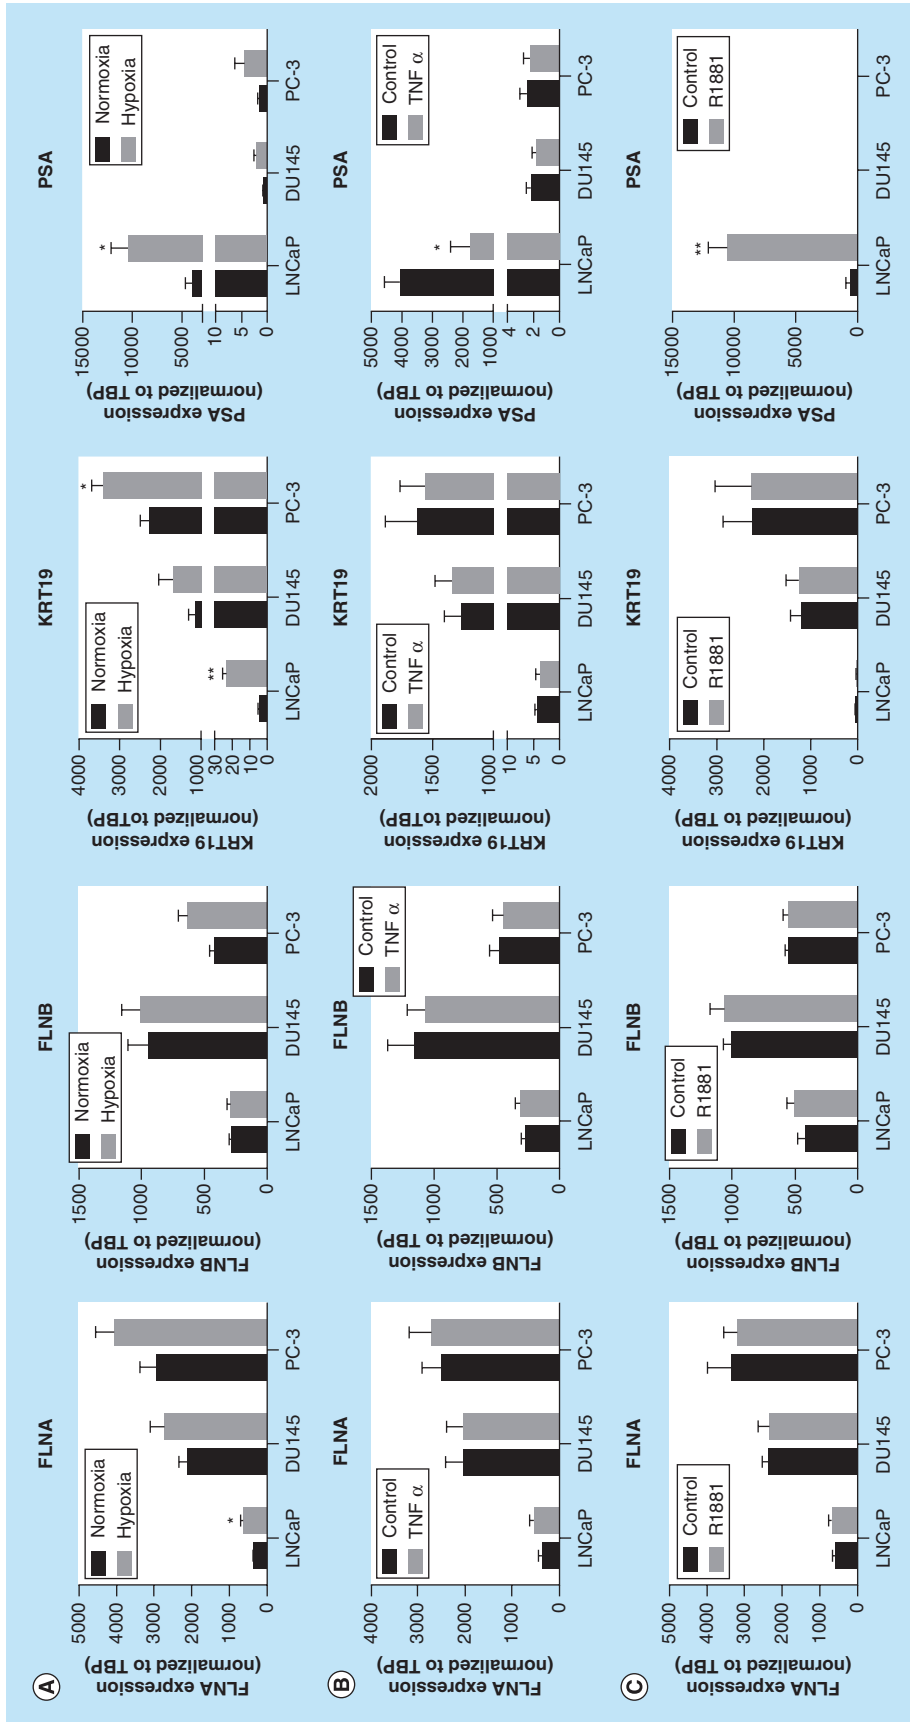 A
FLNA
FLNA expression
(normalized to TBP)
5000
4000
3000
2000
1000
0
Normoxia
Hypoxia
*
LNCaP
DU145
PC-3
FLNB
FLNB expression
(normalized to TBP)
1500
1000
500
0
Normoxia
Hypoxia
LNCaP
DU145
PC-3
KRT19
KRT19 expression
(normalized toTBP)
4000
3000
2000
1000
30
20
10
0
Normoxia
Hypoxia
**
*
LNCaP
DU145
PC-3
PSA
PSA expression
(normalized to TBP)
15000
10000
5000
10
5
0
Normoxia
Hypoxia
*
LNCaP
DU145
PC-3
B
FLNA
FLNA expression
(normalized to TBP)
4000
3000
2000
1000
0
Control
TNF α
LNCaP
DU145
PC-3
FLNB
FLNB expression
(normalized to TBP)
1500
1000
500
0
Control
TNF α
LNCaP
DU145
PC-3
KRT19
KRT19 expression
(normalized toTBP)
2000
1500
1000
10
5
0
Control
TNF α
LNCaP
DU145
PC-3
PSA
PSA expression
(normalized to TBP)
5000
4000
3000
2000
1000
4
2
0
Control
TNF α
*
LNCaP
DU145
PC-3
C
FLNA
FLNA expression
(normalized to TBP)
5000
4000
3000
2000
1000
0
Control
R1881
LNCaP
DU145
PC-3
FLNB
FLNB expression
(normalized to TBP)
1500
1000
500
0
Control
R1881
LNCaP
DU145
PC-3
KRT19
KRT19 expression
(normalized to TBP)
4000
3000
2000
1000
0
Control
R1881
LNCaP
DU145
PC-3
PSA
PSA expression
(normalized to TBP)
15000
10000
5000
0
Control
R1881
**
LNCaP
DU145
PC-3